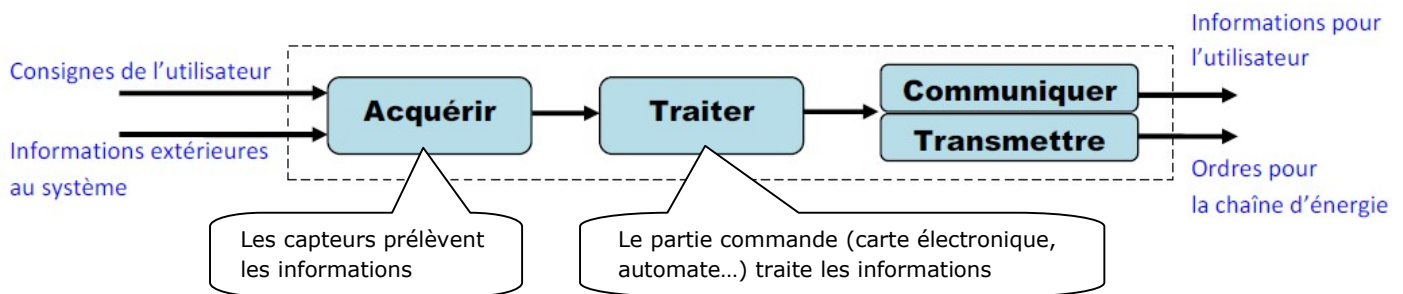 Consignes de l'utilisateur
Informations extérieures
au système
Acquérir
Traiter
Communiquer
Transmettre
Informations pour
l'utilisateur
Ordres pour
la chaîne d'énergie
Les capteurs prélèvent
les informations
Le partie commande (carte électronique,
automate…) traite les informations